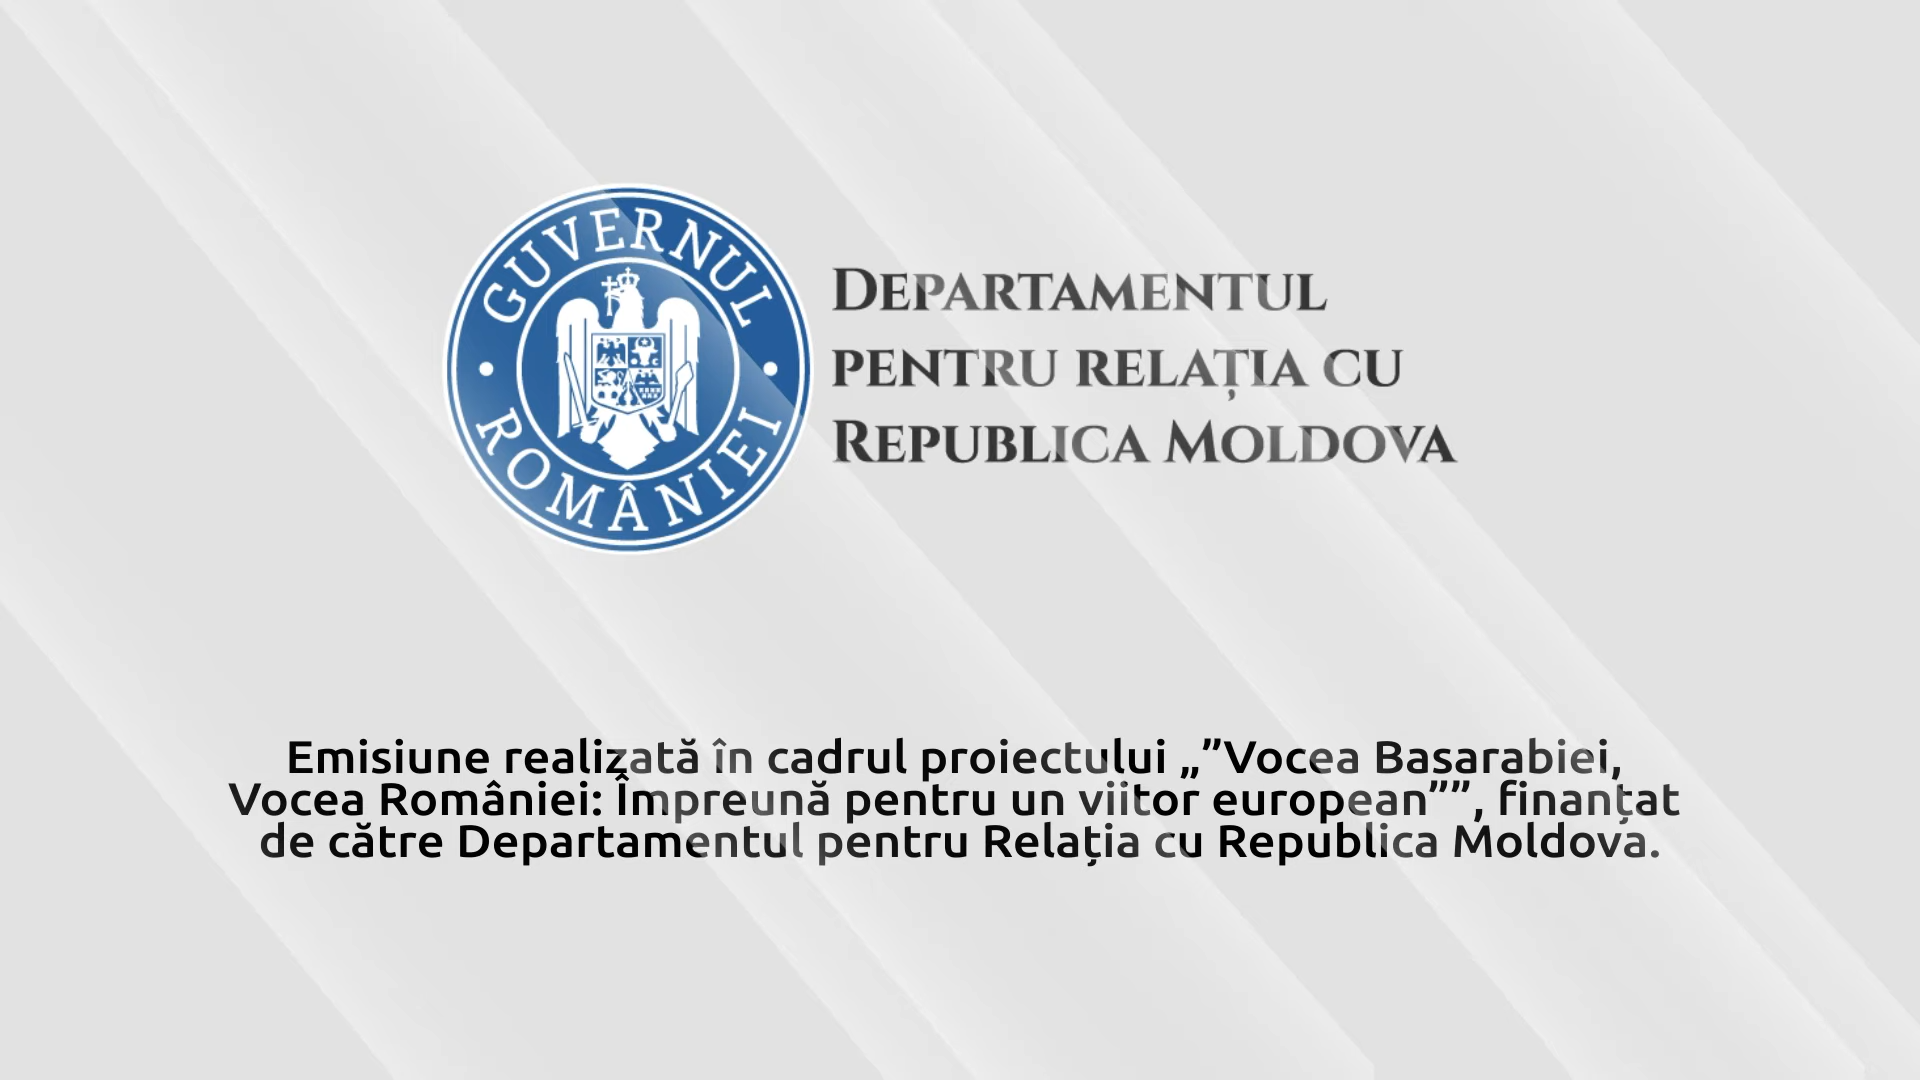 GUVERNUL
ROMÂNIEI
DEPARTAMENTUL
PENTRU RELAȚIA CU
REPUBLICA MOLDOVA
Emisiune realizată în cadrul proiectului „”Vocea Basarabiei,
Vocea României: Împreună pentru un viitor european””, finanțat
de către Departamentul pentru Relația cu Republica Moldova.